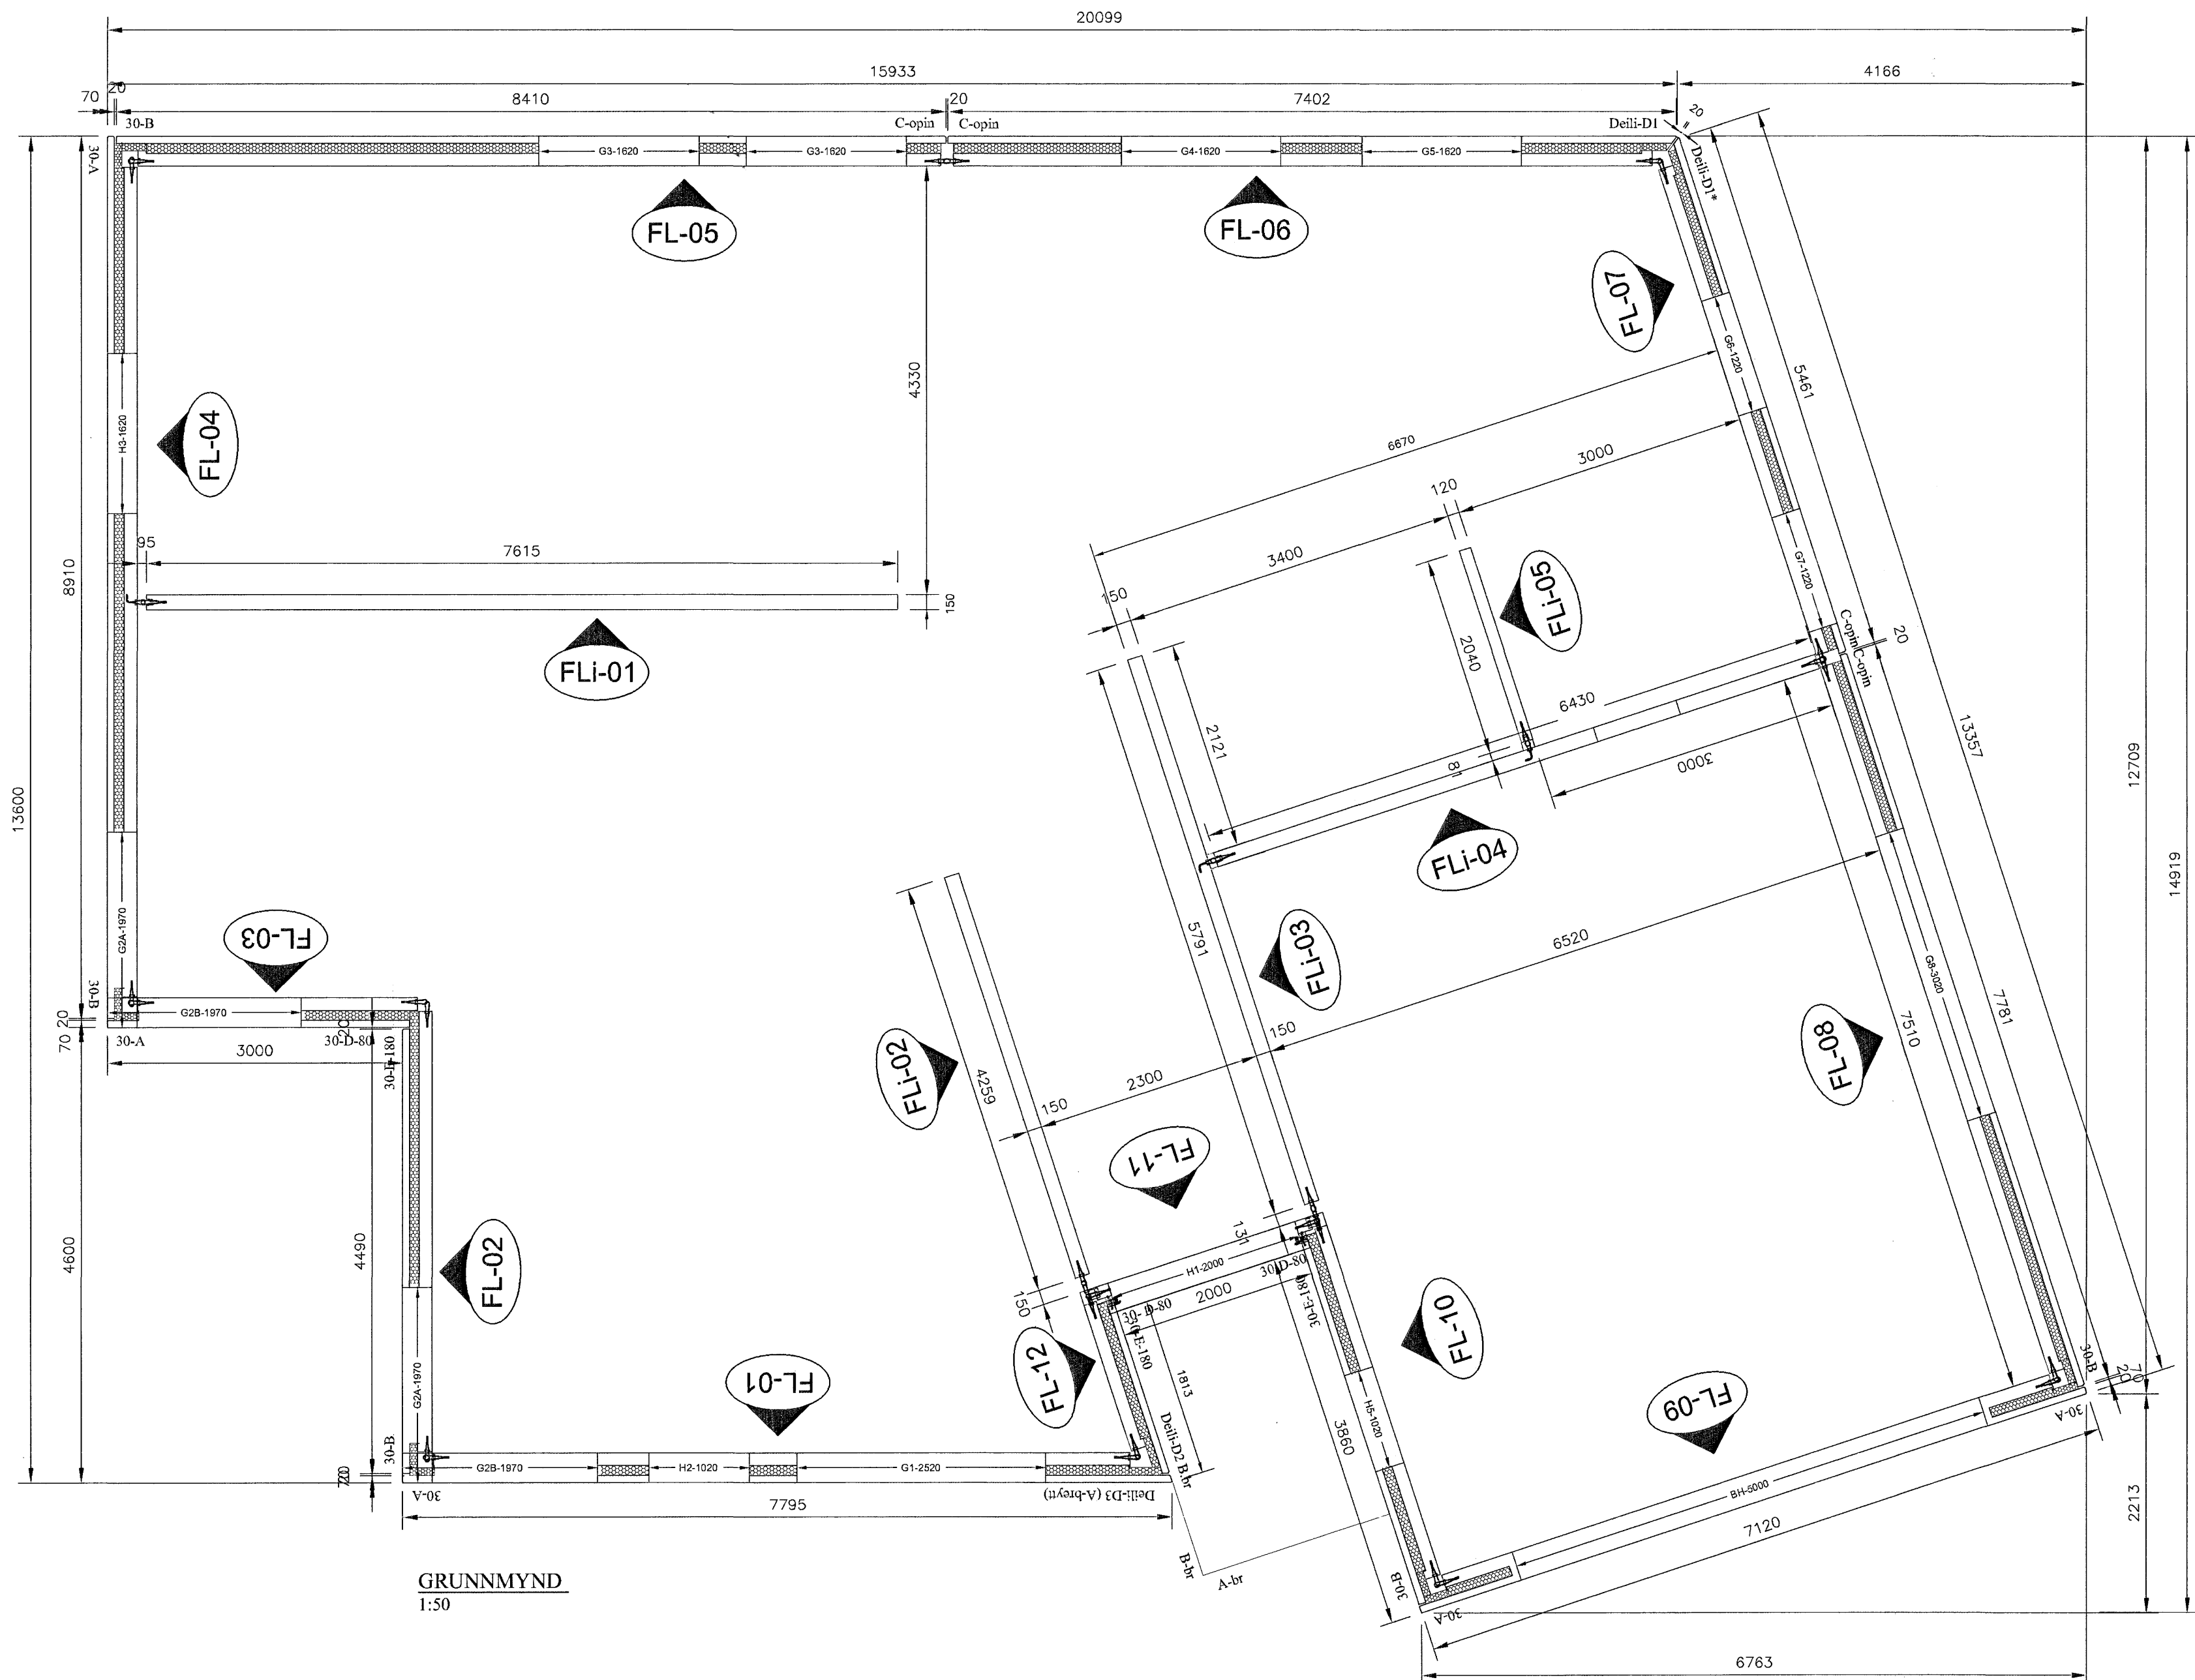 20099
15933
4166
70
20
8410
20
7402
20
30-B
C-opin
C-opin
Deili-D1
30-A
Deili-D1*
G3-1620
G3-1620
G4-1620
G5-1620
FL-05
FL-06
FL-07
G6-1220
5461
4330
H3-1620
FL-04
6670
3000
120
3400
150
95
7615
150
8910
FLi-01
FLi-05
G7-1220
2040
C-opin
C-opin
20
6430
2121
81
3000
13357
12709
13600
14919
FLi-04
5791
FLi-03
6520
G2A-1970
FL-03
G8-3020
7781
7510
FL-08
30-B
G2B-1970
20
70
30-A
3000
30-D-80
20
30-E-180
FLi-02
4259
150
2300
150
FL-11
4490
4600
FL-02
131
H1-2000
30-D-80
2000
30-E-180
150
30-D-80
30-E-180
FL-12
1813
FL-10
H5-1020
3860
FL-09
30-B
70
20
30-A
G2A-1970
FL-01
30-B
G2B-1970
H2-1020
G1-2520
Deili-D2 B.br
20
70
30-A
Deili-D3 (A-breytt)
7795
BH-5000
7120
2213
B-br
A-br
30-B
30-A
6763
GRUNNMYND
1:50